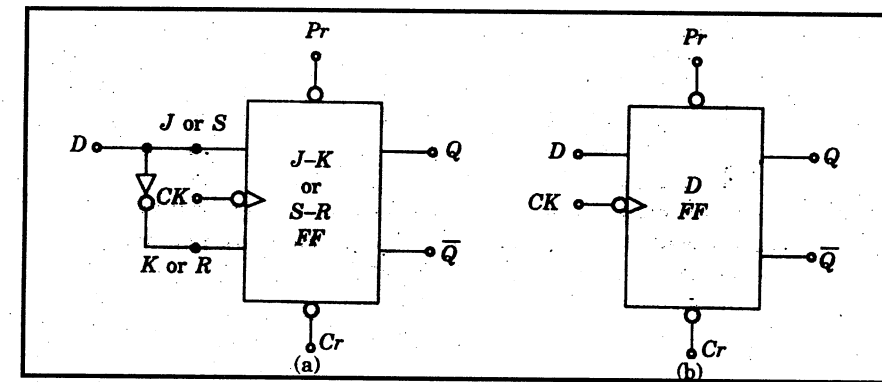 Pr
J or S
D
Q
J–K
or
S–R
FF
CK
Q̅
K or R
Cr
(a)
Pr
D
Q
D
FF
CK
Q̅
Cr
(b)